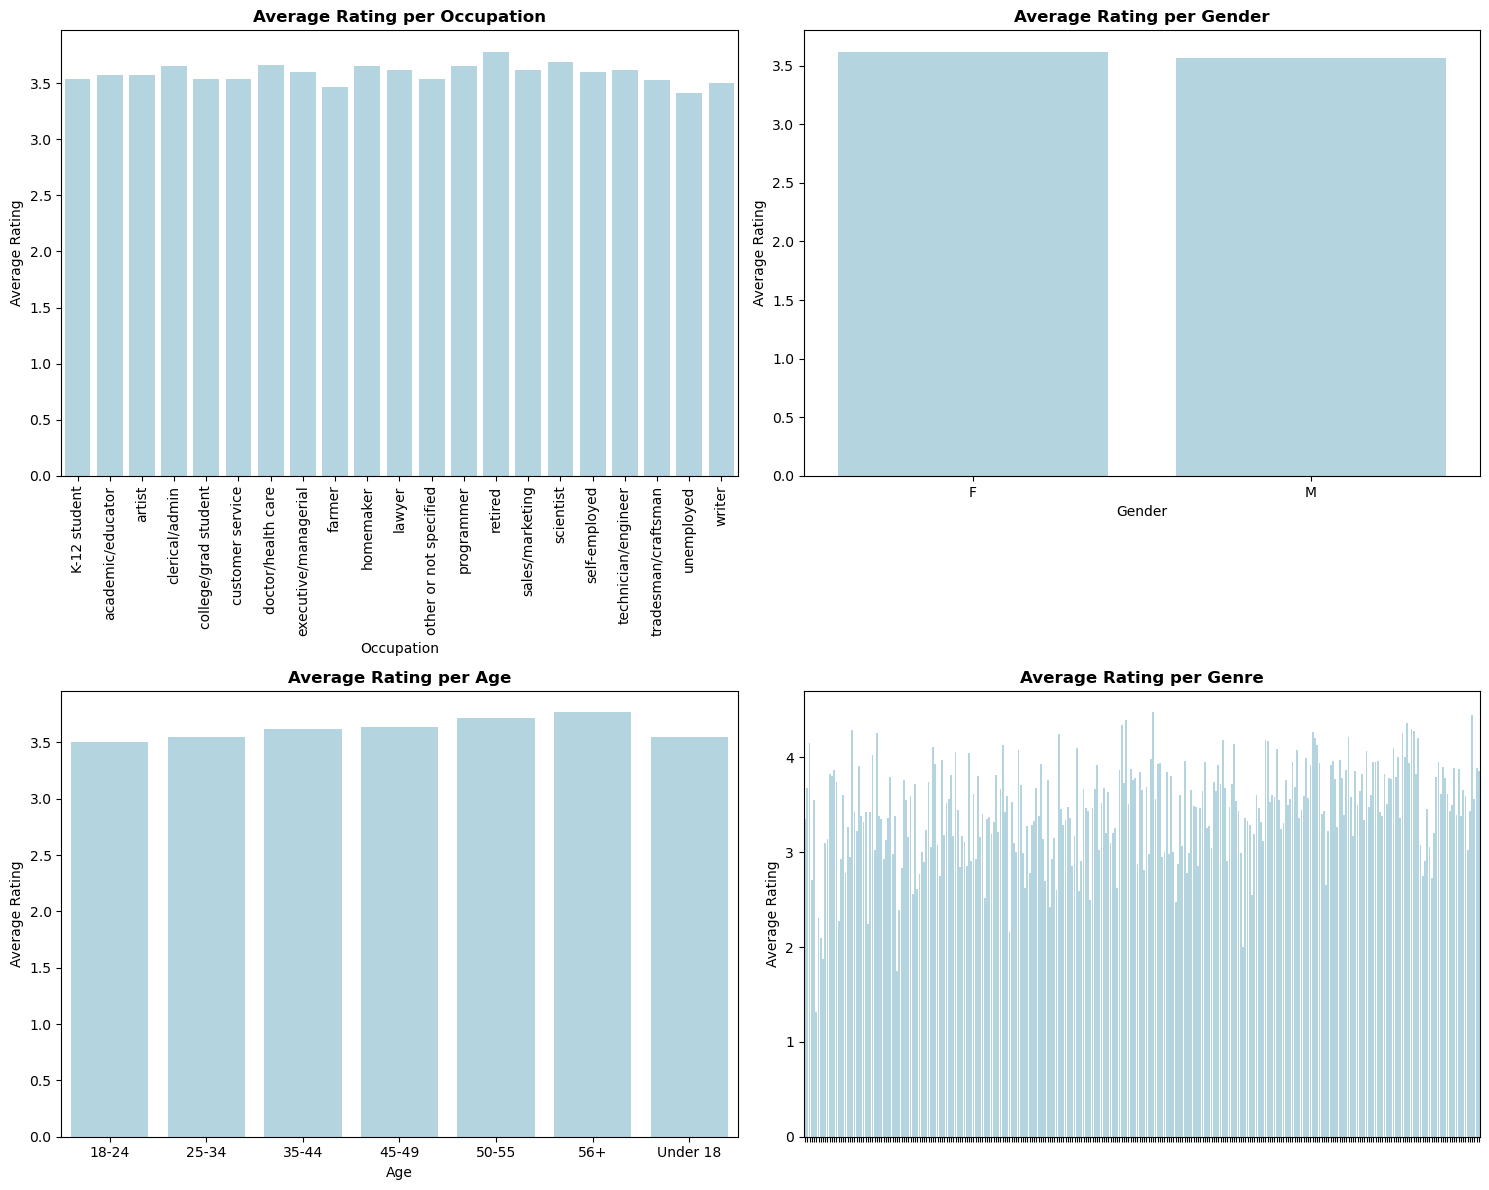 Average Rating per Occupation
Average Rating
3.5
3.0
2.5
2.0
1.5
1.0
0.5
0.0
K-12 student
academic/educator
artist
clerical/admin
college/grad student
customer service
doctor/health care
executive/managerial
farmer
homemaker
lawyer
other or not specified
programmer
retired
sales/marketing
scientist
self-employed
technician/engineer
tradesman/craftsman
unemployed
writer
Occupation
Average Rating per Gender
Average Rating
3.5
3.0
2.5
2.0
1.5
1.0
0.5
0.0
F
M
Gender
Average Rating per Age
Average Rating
3.5
3.0
2.5
2.0
1.5
1.0
0.5
0.0
18-24
25-34
35-44
45-49
50-55
56+
Under 18
Age
Average Rating per Genre
Average Rating
4
3
2
1
0